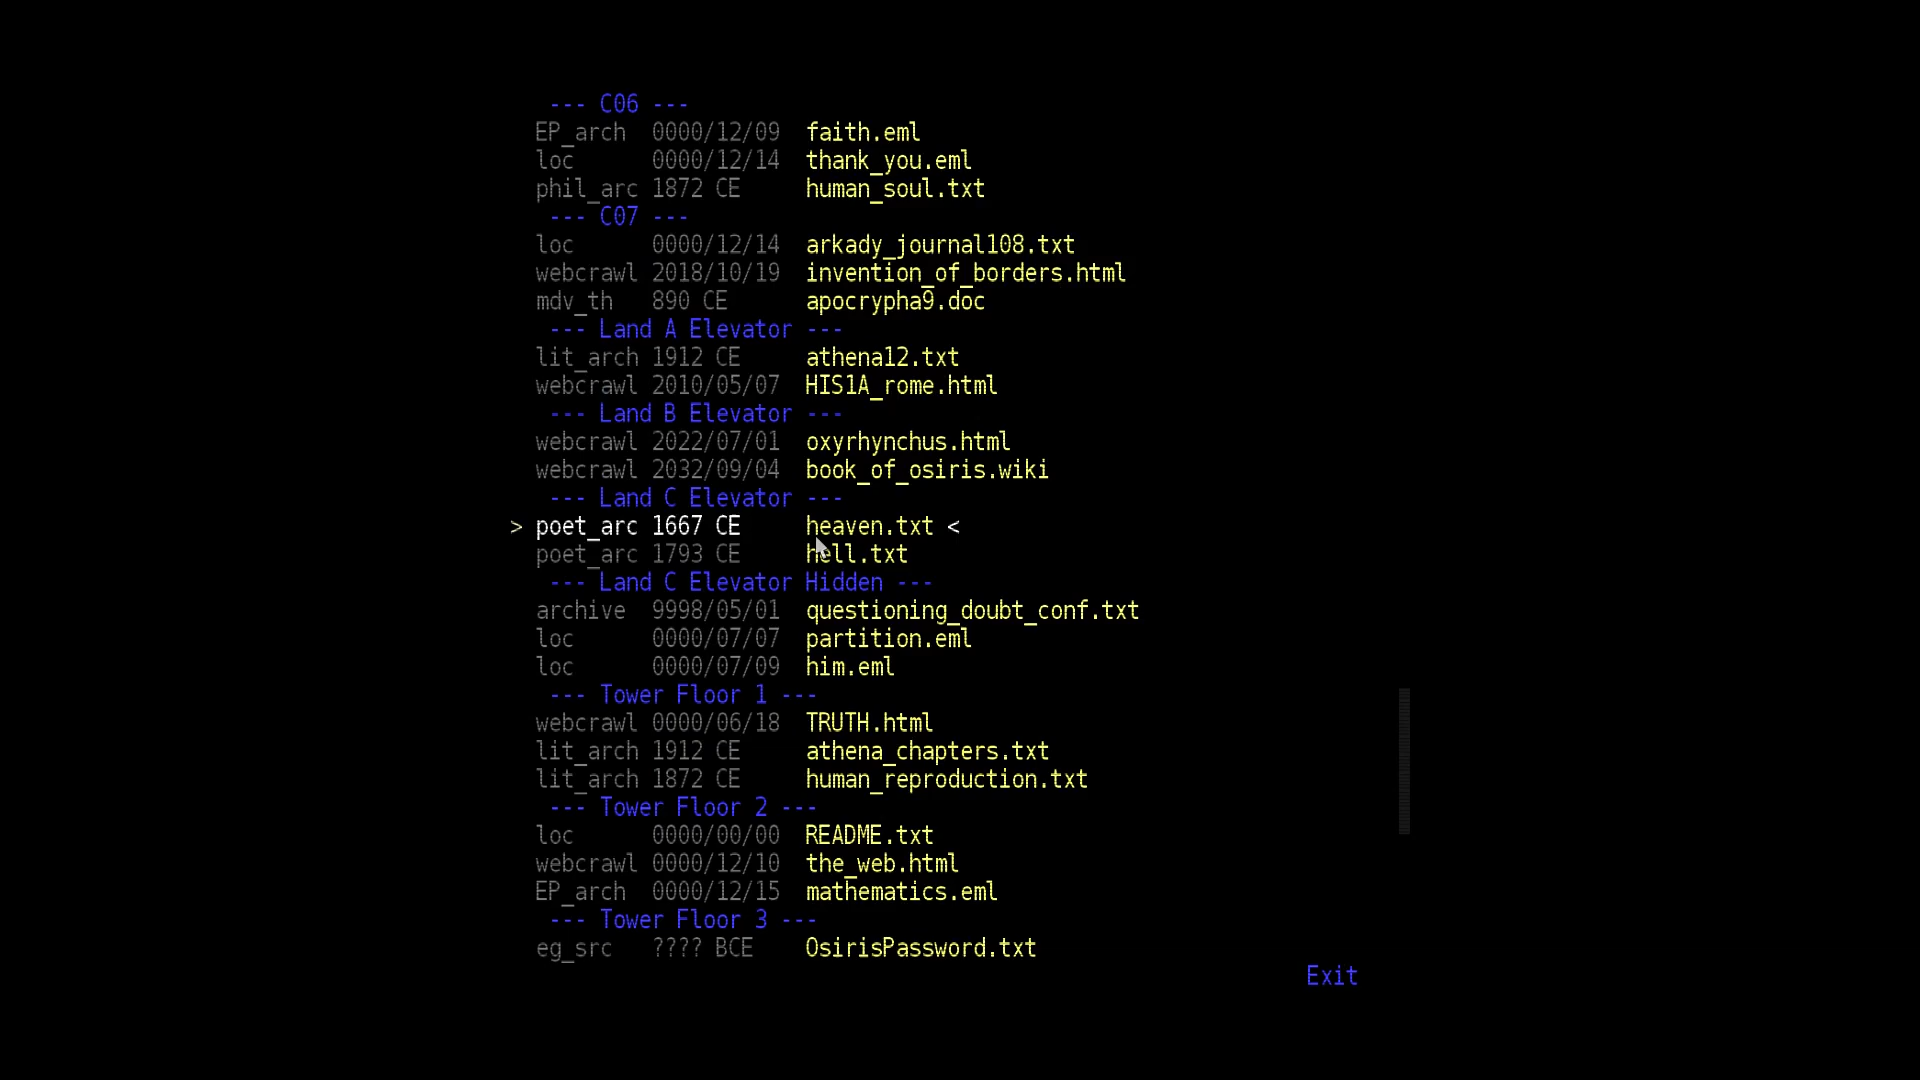 --- C06 ---
EP_arch 0000/12/09 faith.eml
loc 0000/12/14 thank_you.eml
phil_arc 1872 CE human_soul.txt
--- C07 ---
loc 0000/12/14 arkady_journal108.txt
webcrawl 2018/10/19 invention_of_borders.html
mdv_th 890 CE apocrypha9.doc
--- Land A Elevator ---
lit_arch 1912 CE athena12.txt
webcrawl 2010/05/07 HIS1A_rome.html
--- Land B Elevator ---
webcrawl 2022/07/01 oxyrhynchus.html
webcrawl 2032/09/04 book_of_osiris.wiki
--- Land C Elevator ---
> poet_arc 1667 CE heaven.txt <
poet_arc 1793 CE hell.txt
--- Land C Elevator Hidden ---
archive 9998/05/01 questioning_doubt_conf.txt
loc 0000/07/07 partition.eml
loc 0000/07/09 him.eml
--- Tower Floor 1 ---
webcrawl 0000/06/18 TRUTH.html
lit_arch 1912 CE athena_chapters.txt
lit_arch 1872 CE human_reproduction.txt
--- Tower Floor 2 ---
loc 0000/00/00 README.txt
webcrawl 0000/12/10 the_web.html
EP_arch 0000/12/15 mathematics.eml
--- Tower Floor 3 ---
eg_src ???? BCE OsirisPassword.txt
Exit